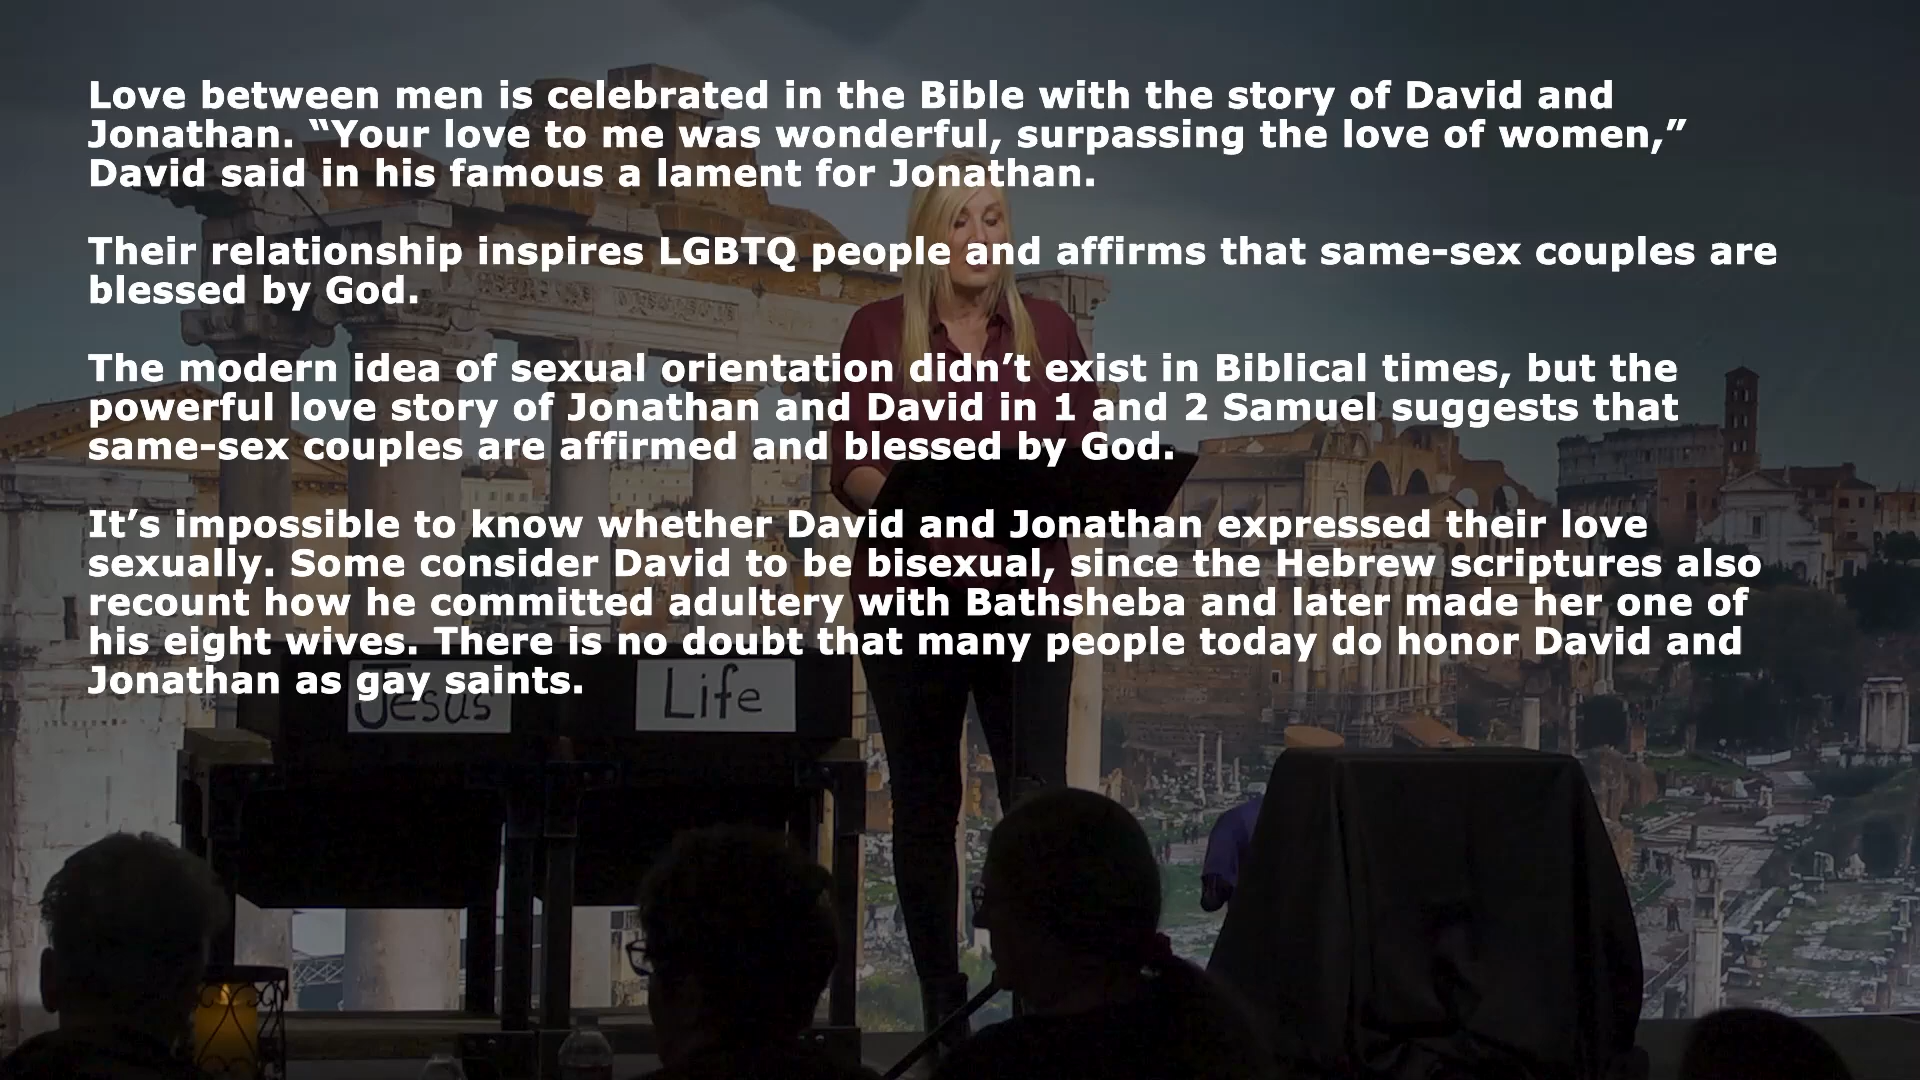 Love between men is celebrated in the Bible with the story of David and
Jonathan. “Your love to me was wonderful, surpassing the love of women,”
David said in his famous a lament for Jonathan.
Their relationship inspires LGBTQ people and affirms that same-sex couples are
blessed by God.
The modern idea of sexual orientation didn’t exist in Biblical times, but the
powerful love story of Jonathan and David in 1 and 2 Samuel suggests that
same-sex couples are affirmed and blessed by God.
It’s impossible to know whether David and Jonathan expressed their love
sexually. Some consider David to be bisexual, since the Hebrew scriptures also
recount how he committed adultery with Bathsheba and later made her one of
his eight wives. There is no doubt that many people today do honor David and
Jonathan as gay saints.
Jesus
Life